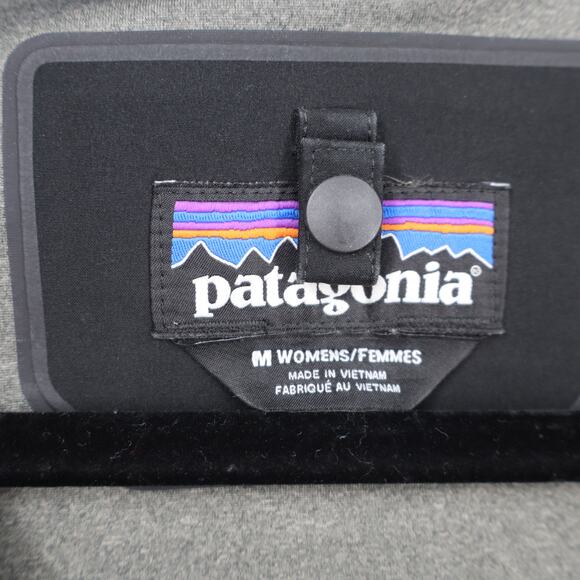 patagonia®
M WOMENS/FEMMES
MADE IN VIETNAM
FABRIQUÉ AU VIETNAM